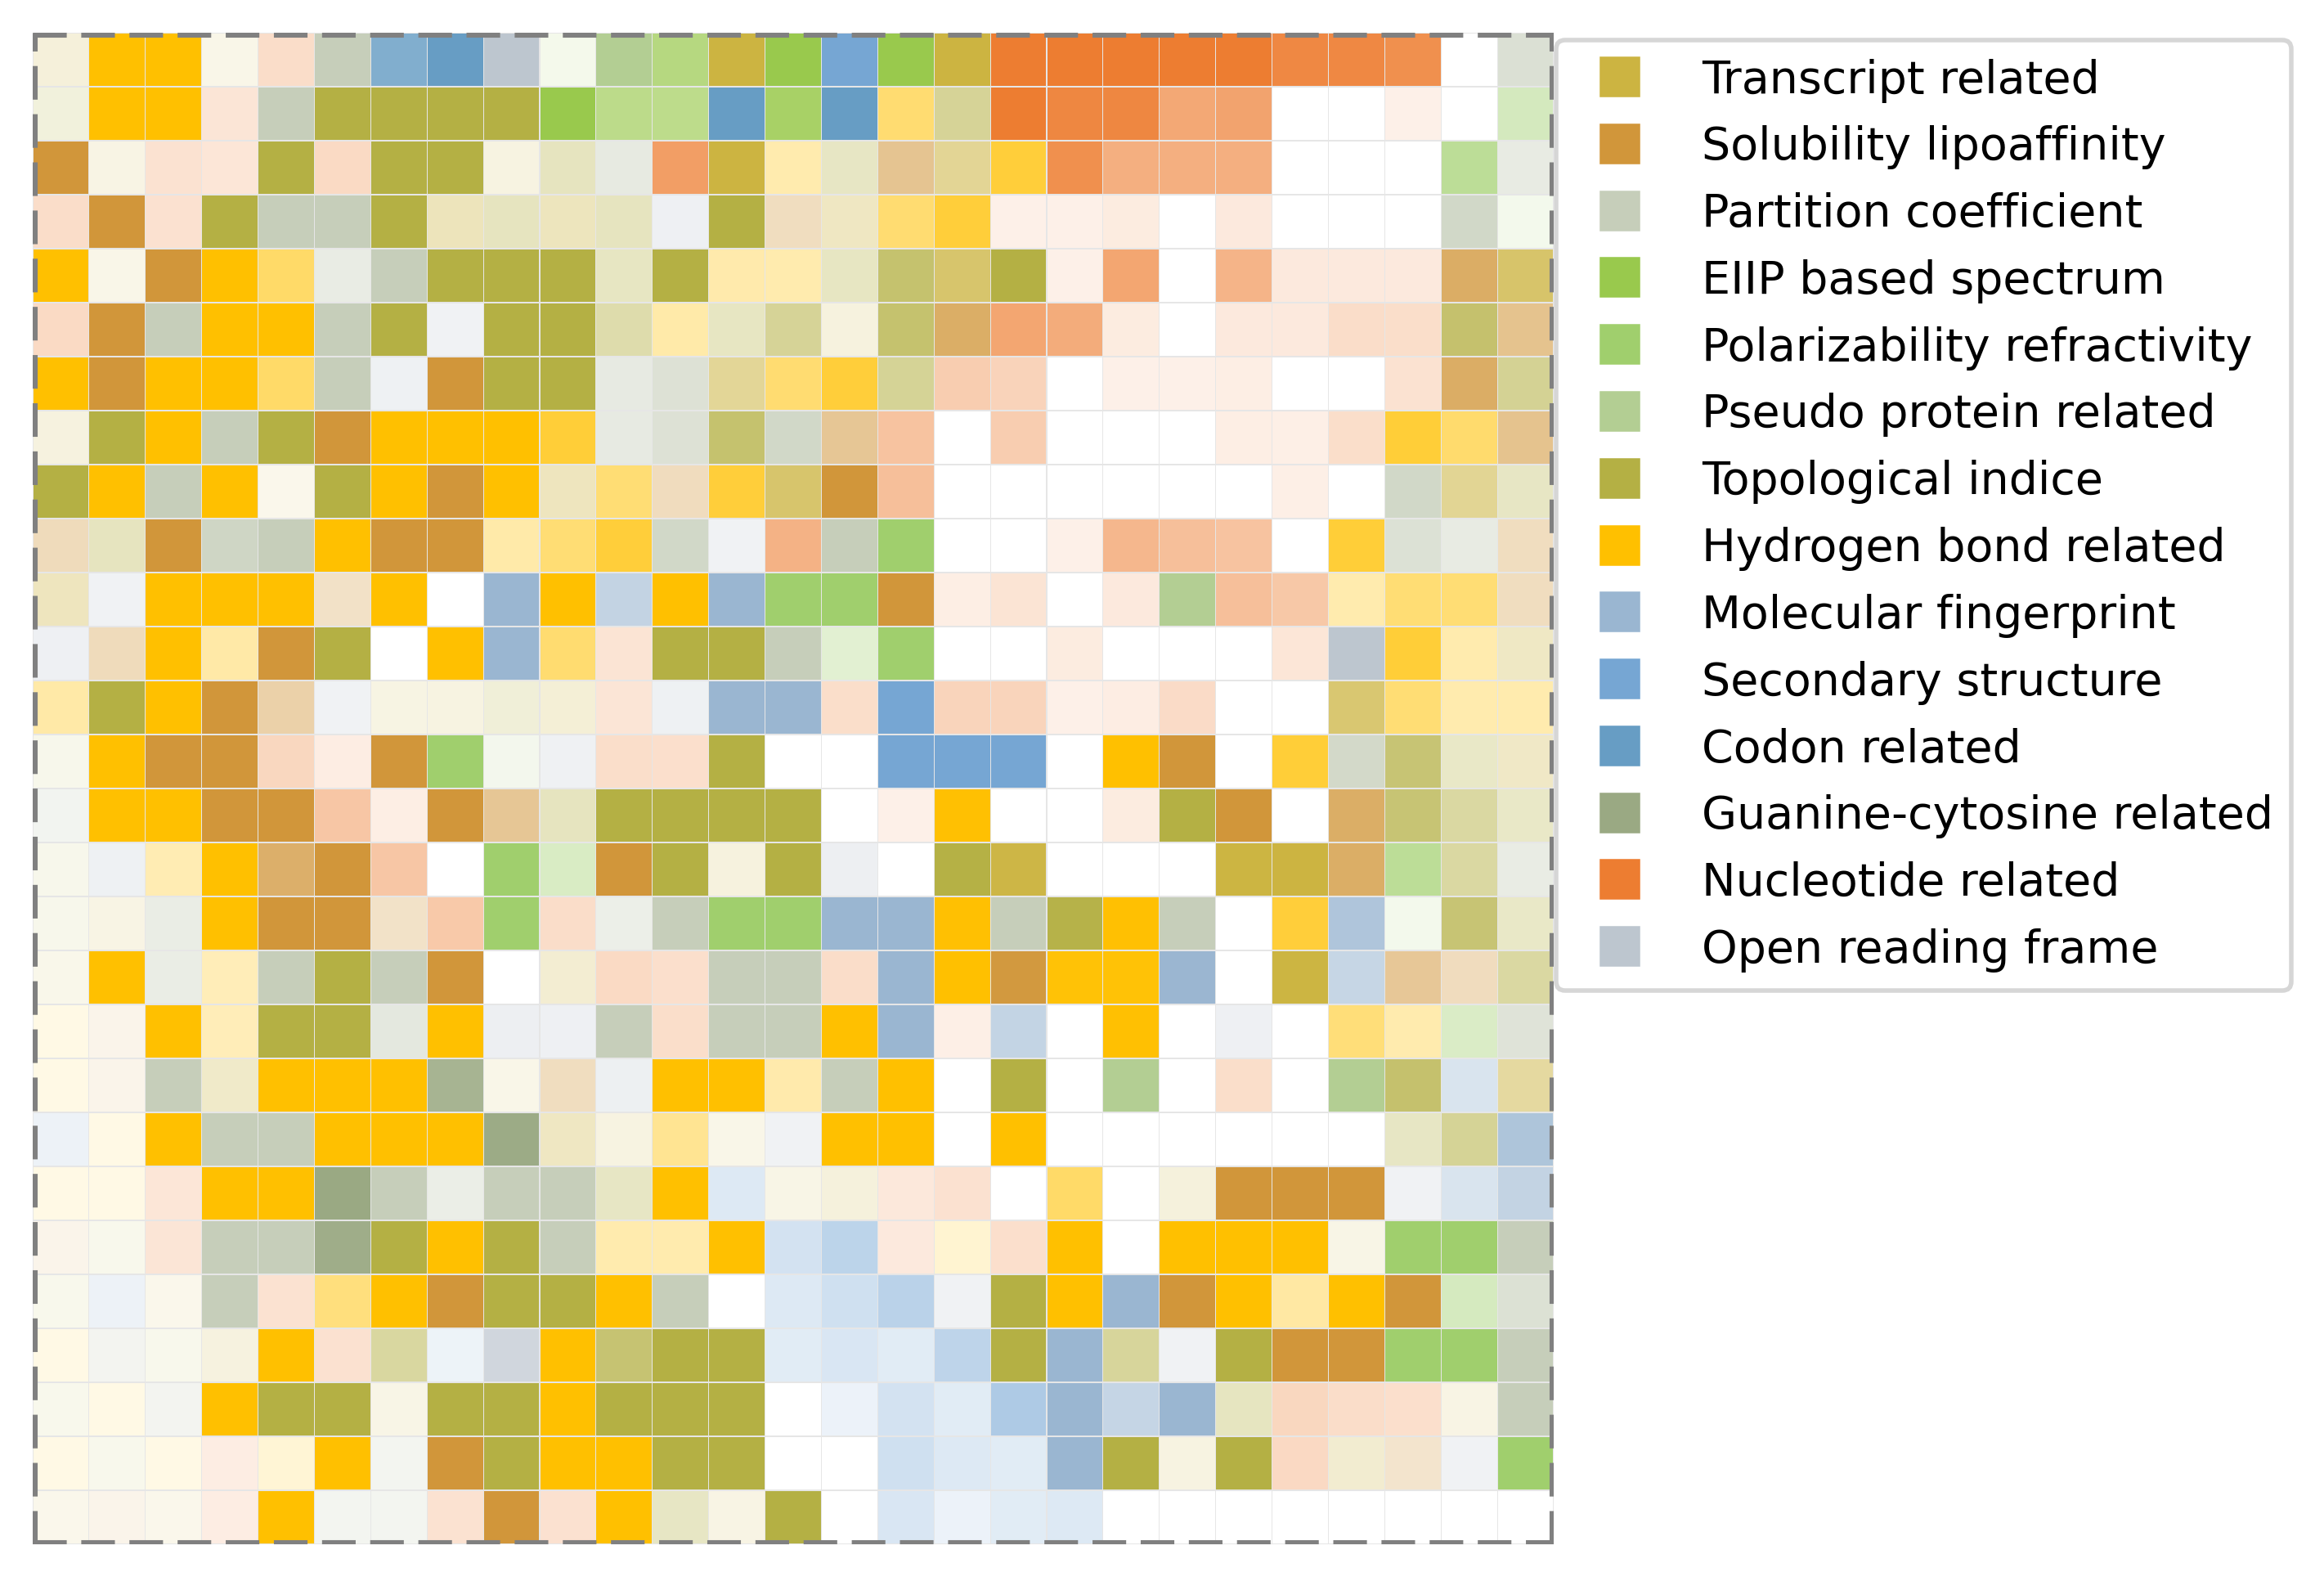 Transcript related
Solubility lipoaffinity
Partition coefficient
EIIP based spectrum
Polarizability refractivity
Pseudo protein related
Topological indice
Hydrogen bond related
Molecular fingerprint
Secondary structure
Codon related
Guanine-cytosine related
Nucleotide related
Open reading frame